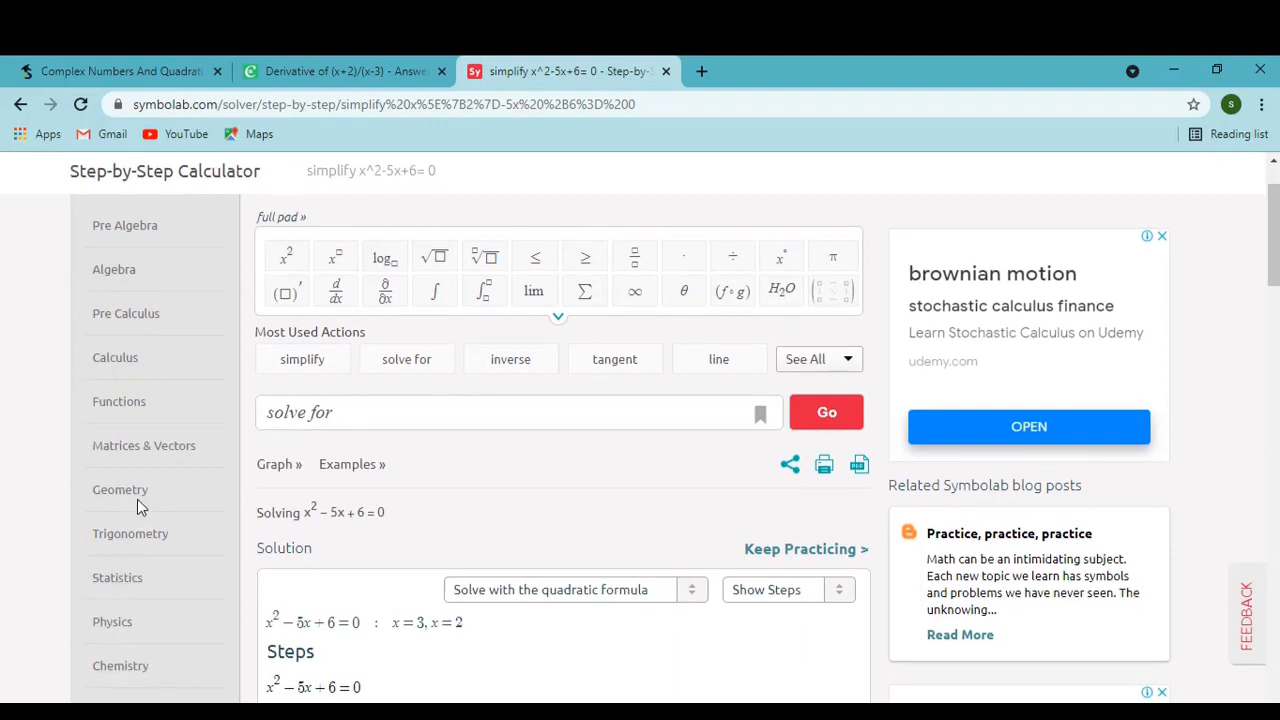 Complex Numbers And Quadrati
Derivative of (x+2)/(x-3) - Answe
Sy simplify x^2-5x+6= 0 - Step-by-S
symbolab.com/solver/step-by-step/simplify%20x%5E%7B2%7D-5x%20%2B6%3D%200
S
Apps
Gmail
YouTube
Maps
Reading list
Step-by-Step Calculator
simplify x^2-5x+6= 0
Pre Algebra
Algebra
Pre Calculus
Calculus
Functions
Matrices & Vectors
Geometry
Trigonometry
Statistics
Physics
Chemistry
full pad »
x² x^□ log□ √□ □√□ ≤ ≥ □/□ · ÷ x° π
(□)′ d/dx ∂/∂x ∫ ∫□□ lim ∑ ∞ θ (f∘g) H₂O
Most Used Actions
simplify solve for inverse tangent line See All
solve for
Go
Graph » Examples »
PDF
Solving x² − 5x + 6 = 0
Solution
Keep Practicing >
Solve with the quadratic formula
Show Steps
x² − 5x + 6 = 0 : x = 3, x = 2
Steps
x² − 5x + 6 = 0
brownian motion
stochastic calculus finance
Learn Stochastic Calculus on Udemy
udemy.com
OPEN
Related Symbolab blog posts
Practice, practice, practice
Math can be an intimidating subject.
Each new topic we learn has symbols
and problems we have never seen. The
unknowing...
Read More
FEEDBACK